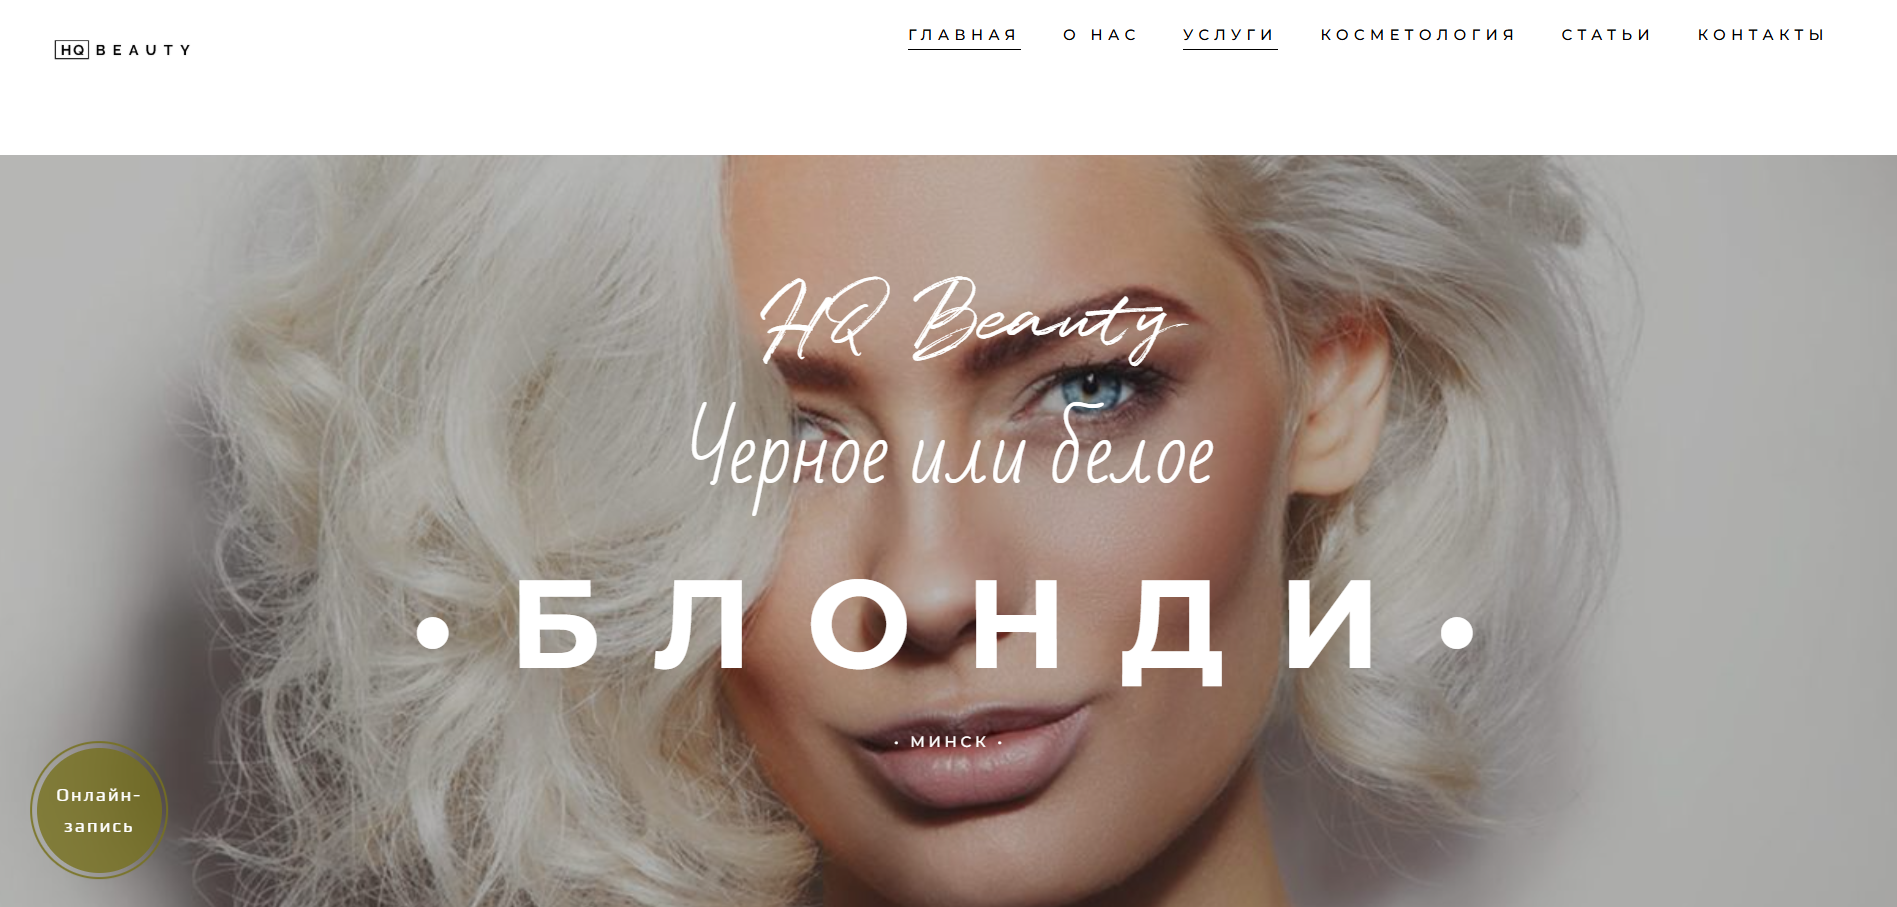 HQ BEAUTY
ГЛАВНАЯ О НАС УСЛУГИ КОСМЕТОЛОГИЯ СТАТЬИ КОНТАКТЫ
HQ Beauty
Черное или белое
• БЛОНДИ •
• МИНСК •
Онлайн-
запись